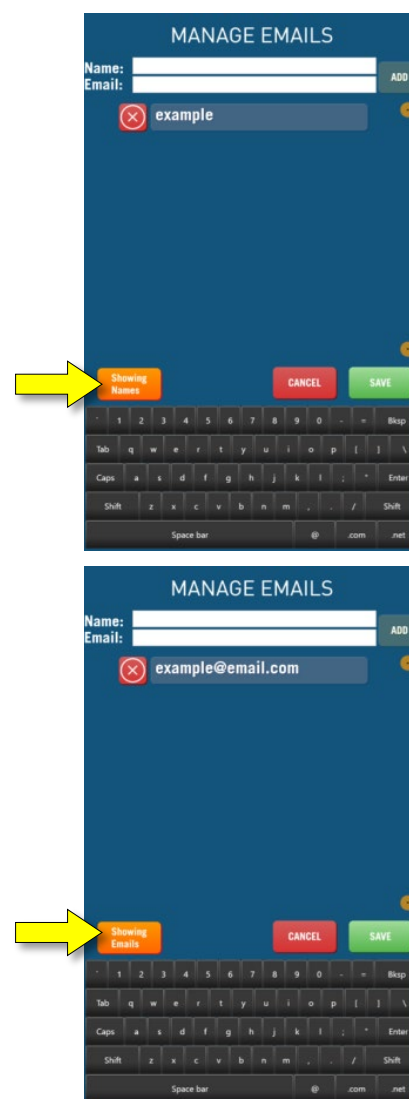 MANAGE EMAILS
Name:
Email:
ADD
example
Showing
Names
CANCEL
SAVE
` 1 2 3 4 5 6 7 8 9 0 - = Bksp
Tab q w e r t y u i o p [ ] \
Caps a s d f g h j k l ; " Enter
Shift z x c v b n m , . / Shift
Space bar @ .com .net
MANAGE EMAILS
Name:
Email:
ADD
example@email.com
Showing
Emails
CANCEL
SAVE
` 1 2 3 4 5 6 7 8 9 0 - = Bksp
Tab q w e r t y u i o p [ ] \
Caps a s d f g h j k l ; " Enter
Shift z x c v b n m , . / Shift
Space bar @ .com .net